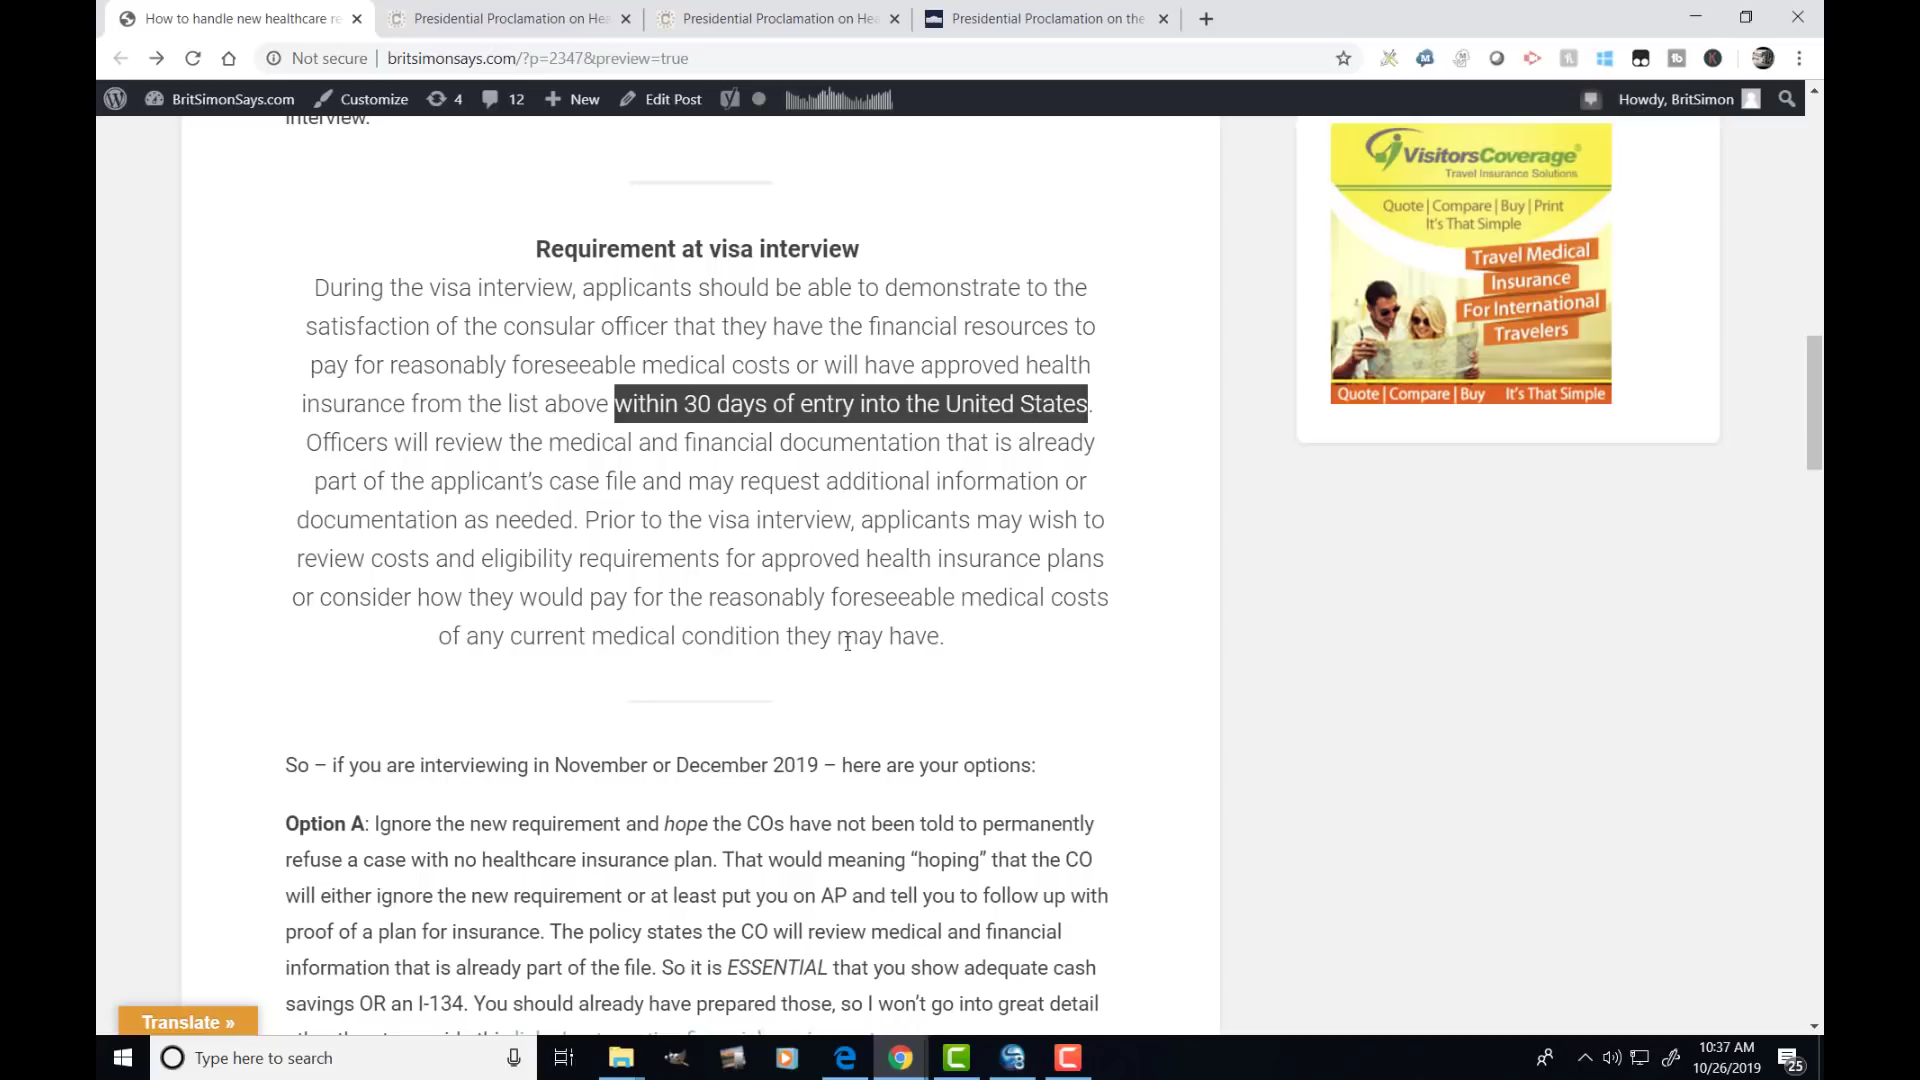 How to handle new healthcare re
Presidential Proclamation on Hea
Presidential Proclamation on Hea
Presidential Proclamation on the
Not secure | britsimonsays.com/?p=2347&preview=true
BritSimonSays.com
Customize
4
12
New
Edit Post
Howdy, BritSimon
interview.
VisitorsCoverage
Travel Insurance Solutions
Quote | Compare | Buy | Print
It's That Simple
Travel Medical
Insurance
For International
Travelers
Quote | Compare | Buy It's That Simple
Requirement at visa interview
During the visa interview, applicants should be able to demonstrate to the
satisfaction of the consular officer that they have the financial resources to
pay for reasonably foreseeable medical costs or will have approved health
insurance from the list above within 30 days of entry into the United States.
Officers will review the medical and financial documentation that is already
part of the applicant's case file and may request additional information or
documentation as needed. Prior to the visa interview, applicants may wish to
review costs and eligibility requirements for approved health insurance plans
or consider how they would pay for the reasonably foreseeable medical costs
of any current medical condition they may have.
So – if you are interviewing in November or December 2019 – here are your options:
Option A: Ignore the new requirement and hope the COs have not been told to permanently
refuse a case with no healthcare insurance plan. That would meaning “hoping” that the CO
will either ignore the new requirement or at least put you on AP and tell you to follow up with
proof of a plan for insurance. The policy states the CO will review medical and financial
information that is already part of the file. So it is ESSENTIAL that you show adequate cash
savings OR an I-134. You should already have prepared those, so I won't go into great detail
Translate »
Type here to search
10:37 AM
10/26/2019
25